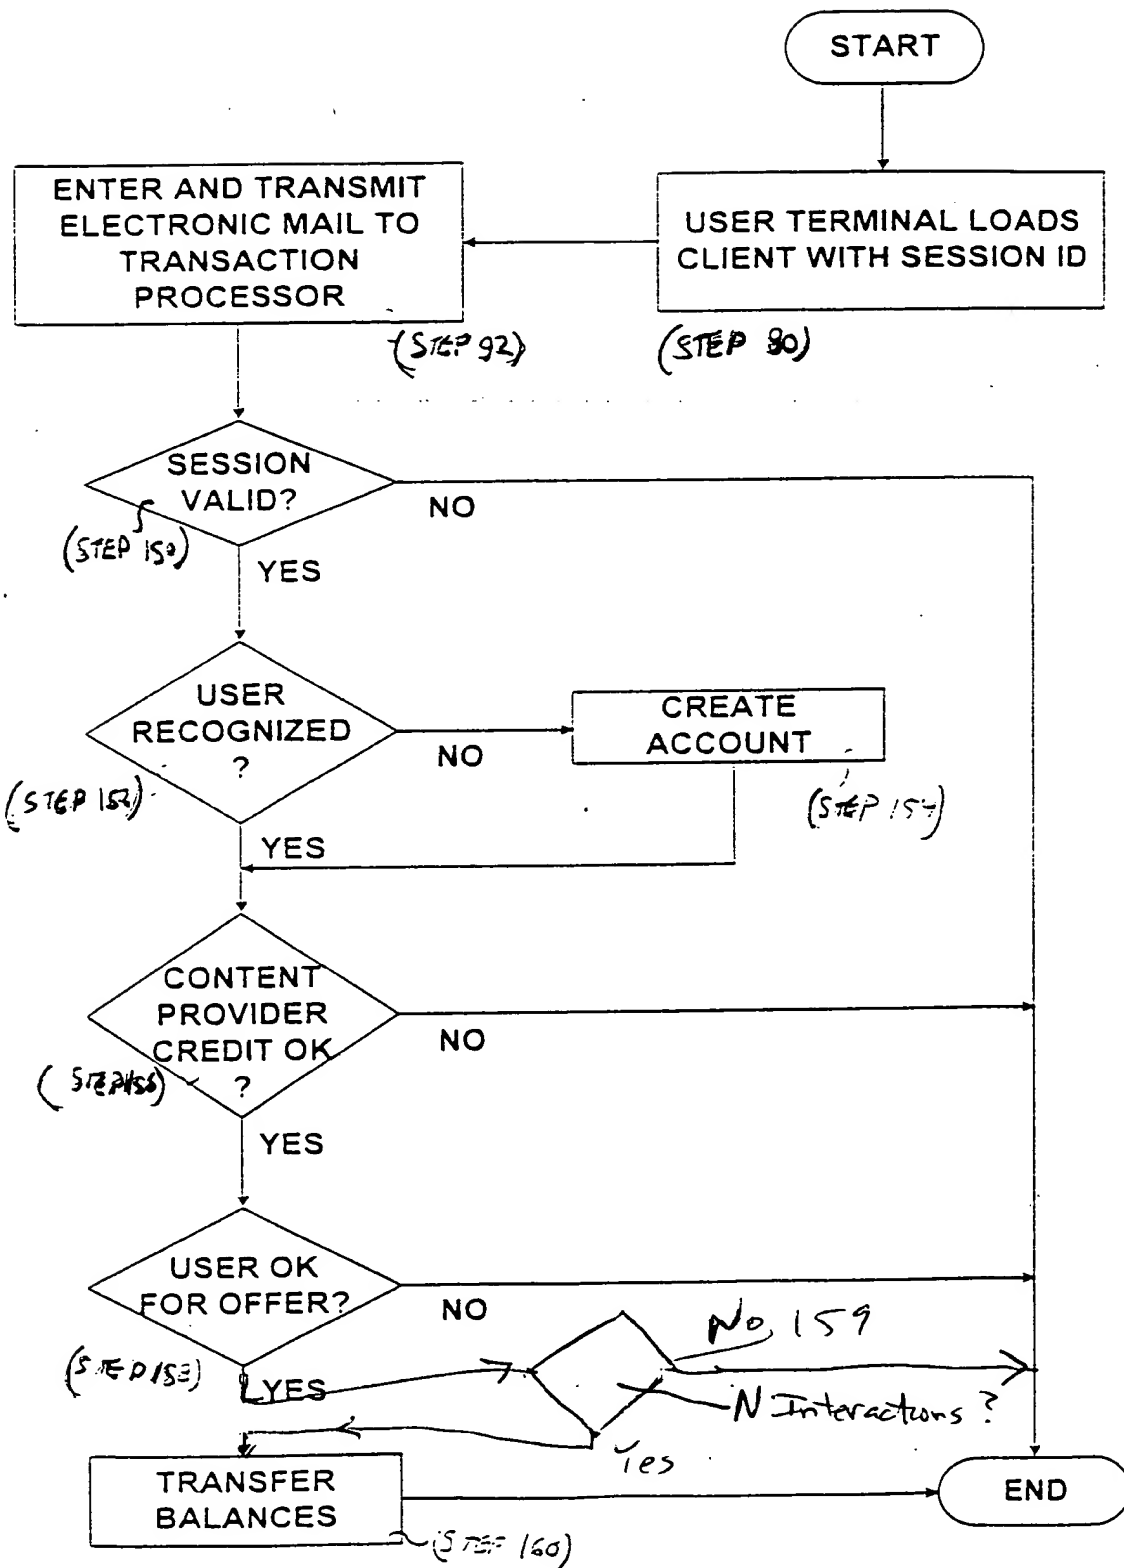 START
ENTER AND TRANSMIT
ELECTRONIC MAIL TO
TRANSACTION
PROCESSOR
USER TERMINAL LOADS
CLIENT WITH SESSION ID
(STEP 92)
(STEP 90)
SESSION
VALID?
NO
(STEP 150)
YES
USER
RECOGNIZED
?
NO
CREATE
ACCOUNT
(STEP 152)
(STEP 154)
YES
CONTENT
PROVIDER
CREDIT OK
?
NO
(STEP 156)
YES
USER OK
FOR OFFER?
NO
No 159
(STEP 158)
YES
N Interactions?
Yes
TRANSFER
BALANCES
END
(STEP 160)